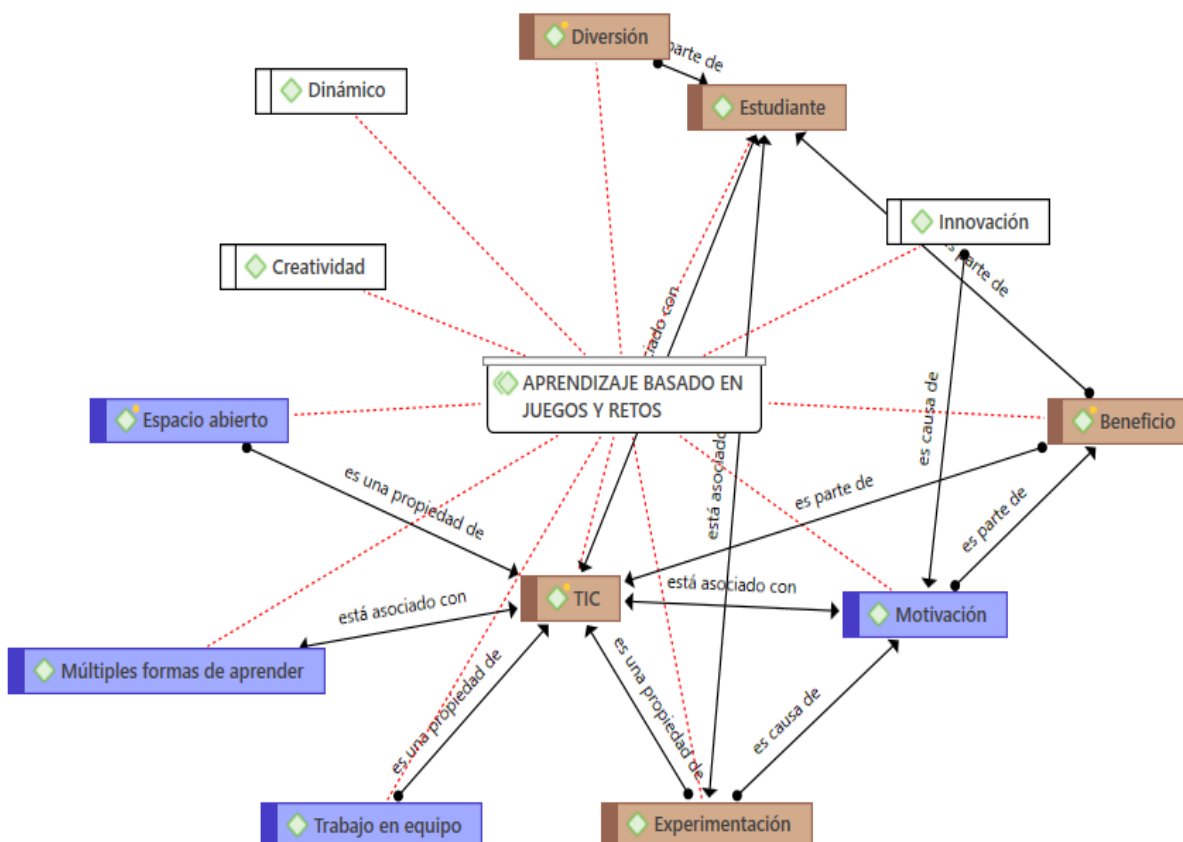 Diversión
parte de
Estudiante
Dinámico
Innovación
Creatividad
es parte de
ciado con
APRENDIZAJE BASADO EN
JUEGOS Y RETOS
Espacio abierto
Beneficio
es causa de
está asociado
es una propiedad de
es parte de
es parte de
está asociado con
TIC
está asociado con
Motivación
Múltiples formas de aprender
es una propiedad de
es una propiedad de
es causa de
Trabajo en equipo
Experimentación